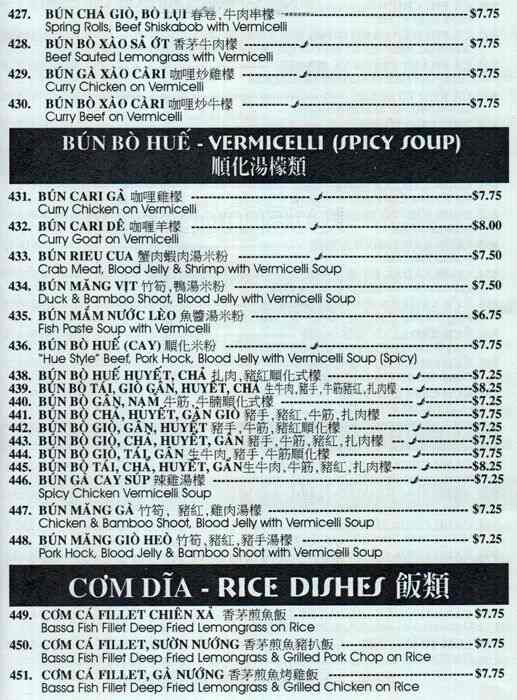 427. BÚN CHẢ GIÒ, BÒ LỤI 春卷,牛肉串檬 $7.75
Spring Rolls, Beef Shiskabob with Vermicelli
428. BÚN BÒ XÀO SẢ ỚT 香茅牛肉檬 $7.75
Beef Sauted Lemongrass with Vermicelli
429. BÚN GÀ XÀO CÀRI 咖哩炒雞檬 $7.75
Curry Chicken on Vermicelli
430. BÚN BÒ XÀO CÀRI 咖哩炒牛檬 $7.75
Curry Beef on Vermicelli
BÚN BÒ HUẾ - VERMICELLI (SPICY SOUP)
順化湯檬類
431. BÚN CARI GÀ 咖哩雞檬 $7.75
Curry Chicken on Vermicelli
432. BÚN CARI DÊ 咖喱羊檬 $8.00
Curry Goat on Vermicelli
433. BÚN RIEU CUA 蟹肉蝦肉湯米粉 $7.50
Crab Meat, Blood Jelly & Shrimp with Vermicelli Soup
434. BÚN MĂNG VỊT 竹筍,鴨湯米粉 $7.50
Duck & Bamboo Shoot, Blood Jelly with Vermicelli
435. BÚN MẮM NƯỚC LÈO 魚醬湯米粉 $6.75
Fish Paste Soup with Vermicelli
436. BÚN BÒ HUẾ (CAY) 順化米粉 $7.75
"Hue Style" Beef, Pork Hock, Blood Jelly with Vermicelli Soup (Spicy)
438. BÚN BÒ HUẾ HUYẾT, CHẢ 扎肉,豬紅順化式檬 $7.25
439. BÚN BÒ TÁI, GIÒ GÂN, HUYẾT, CHẢ 生牛肉,豬手,牛筋豬紅,扎肉檬 $8.25
440. BÚN BÒ GÂN, NẠM 牛筋,牛腩順化式檬 $7.25
441. BÚN BÒ CHẢ, HUYẾT, GÂN GIÒ 豬手,豬紅,牛筋,扎肉檬 $7.75
442. BÚN BÒ GIÒ, GÂN, HUYẾT 豬手,牛筋,豬紅順化檬 $7.25
443. BÚN BÒ GIÒ, CHẢ, HUYẾT, GÂN 豬手,牛筋,豬紅,扎肉檬 $7.75
444. BÚN BÒ GIÒ, TÁI, GÂN 生牛肉,豬手,牛筋順化檬 $7.75
445. BÚN BÒ TÁI, CHẢ, HUYẾT, GÂN 生牛肉,牛筋,豬紅,扎肉檬 $8.25
446. BÚN GÀ CAY SÚP 辣雞湯檬 $7.25
Spicy Chicken Vermicelli Soup
447. BÚN MĂNG GÀ 竹筍, 豬紅,雞肉湯檬 $7.25
Chicken & Bamboo Shoot, Blood Jelly with Vermicelli Soup
448. BÚN MĂNG GIÒ HEÒ 竹筍,豬紅,豬手湯檬 $7.25
Pork Hock, Blood Jelly & Bamboo Shoot with Vermicelli Soup
CƠM DĨA - RICE DISHES 飯類
449. CƠM CÁ FILLET CHIÊN XẢ 香茅煎魚飯 $7.75
Bassa Fish Fillet Deep Fried Lemongrass on Rice
450. CƠM CÁ FILLET, SƯỜN NƯỚNG 香茅煎魚豬扒飯 $7.75
Bassa Fish Fillet Deep Fried Lemongrass & Grilled Pork Chop on Rice
451. CƠM CÁ FILLET, GÀ NƯỚNG 香茅煎魚烤雞飯 $7.75
Bassa Fish Fillet Deep Fried Lemongrass & Grilled Chicken on Rice